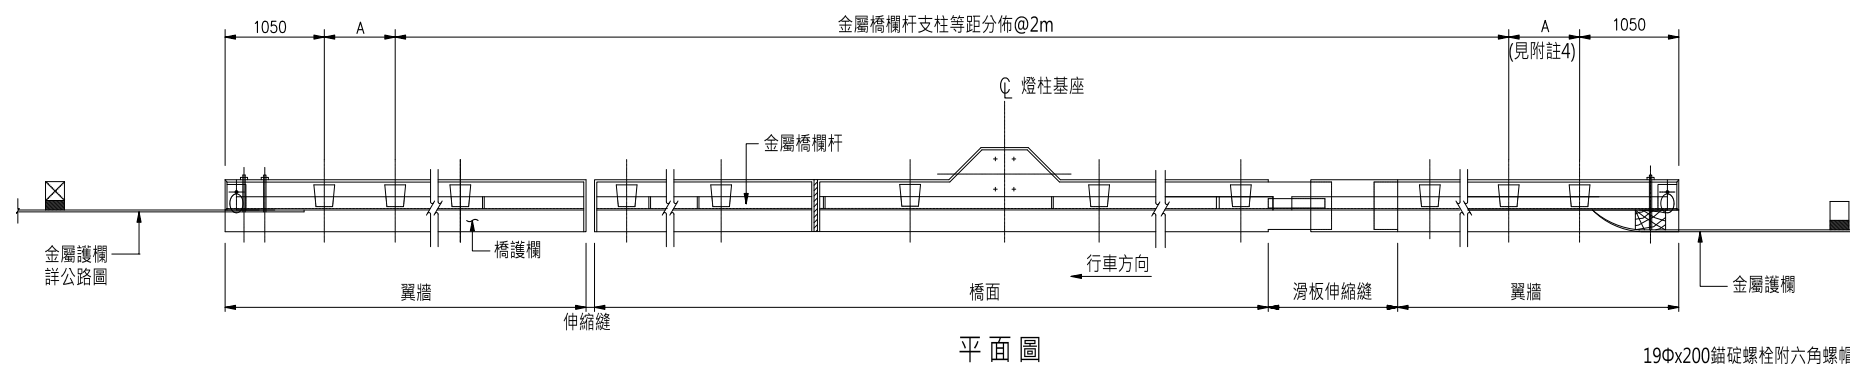 1050
A
金屬橋欄杆支柱等距分佈@2m
A
1050
(見附註4)
℄ 燈柱基座
金屬橋欄杆
金屬護欄
詳公路圖
橋護欄
行車方向
金屬護欄
翼牆
橋面
滑板伸縮縫
翼牆
伸縮縫
平面圖
19Φx200錨碇螺栓附六角螺帽